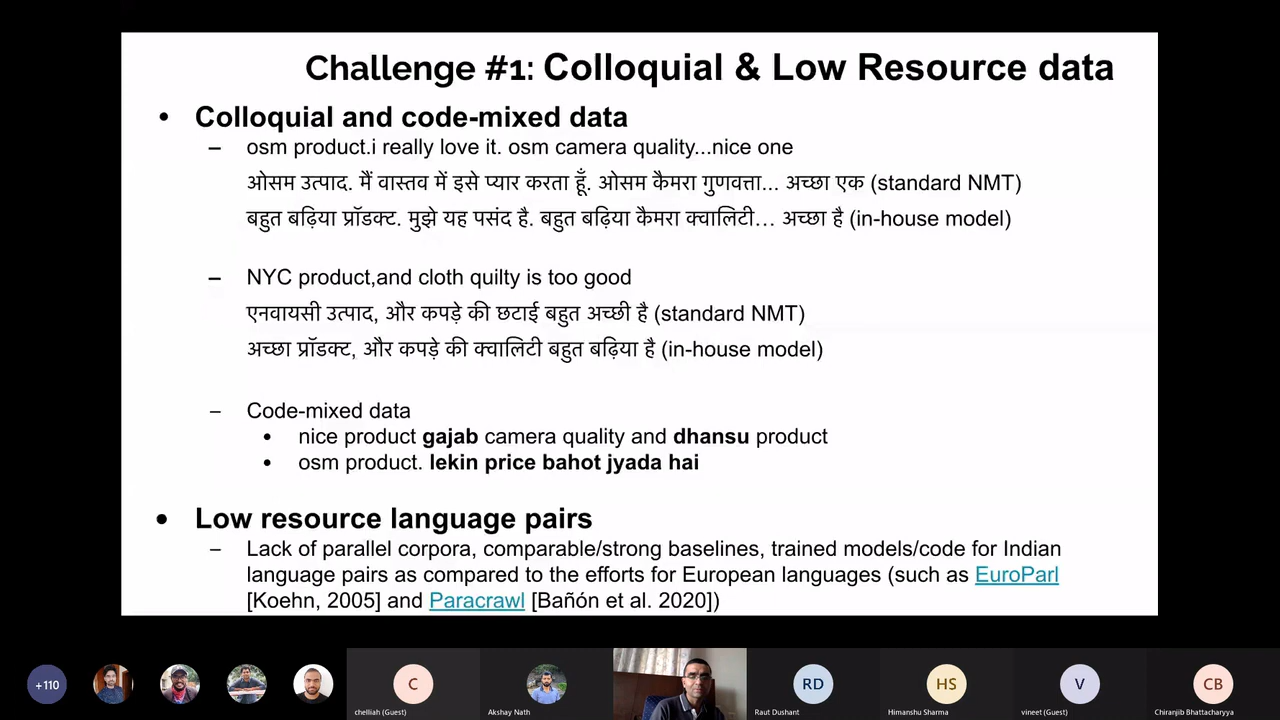 Challenge #1: Colloquial & Low Resource data
• Colloquial and code-mixed data
– osm product.i really love it. osm camera quality...nice one
ओसम उत्पाद. मैं वास्तव में इसे प्यार करता हूँ. ओसम कैमरा गुणवत्ता... अच्छा एक (standard NMT)
बहुत बढ़िया प्रॉडक्ट. मुझे यह पसंद है. बहुत बढ़िया कैमरा क्वालिटी... अच्छा है (in-house model)
– NYC product,and cloth quilty is too good
एनवायसी उत्पाद, और कपड़े की छटाई बहुत अच्छी है (standard NMT)
अच्छा प्रॉडक्ट, और कपड़े की क्वालिटी बहुत बढ़िया है (in-house model)
– Code-mixed data
• nice product gajab camera quality and dhansu product
• osm product. lekin price bahot jyada hai
• Low resource language pairs
– Lack of parallel corpora, comparable/strong baselines, trained models/code for Indian
language pairs as compared to the efforts for European languages (such as EuroParl
[Koehn, 2005] and Paracrawl [Bañón et al. 2020])
+110
C
RD
HS
V
CB
chelliah (Guest)
Akshay Nath
Raut Dushant
Himanshu Sharma
vineet (Guest)
Chiranjib Bhattacharyya